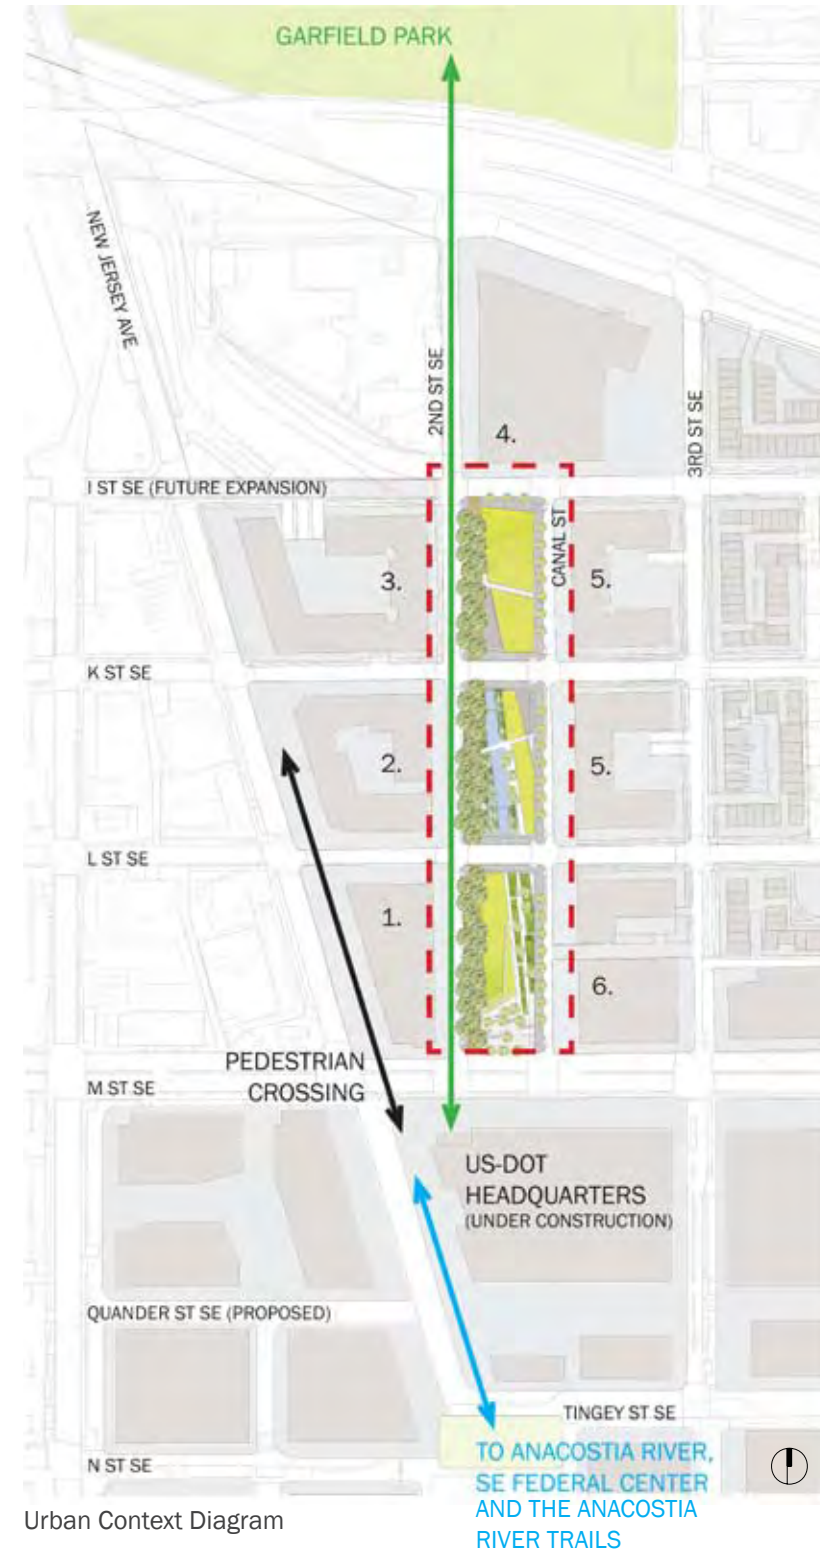 GARFIELD PARK
NEW JERSEY AVE
2ND ST SE
3RD ST SE
4.
I ST SE (FUTURE EXPANSION)
CANAL ST
3.
5.
K ST SE
2.
5.
L ST SE
1.
6.
PEDESTRIAN
CROSSING
M ST SE
US-DOT
HEADQUARTERS
(UNDER CONSTRUCTION)
QUANDER ST SE (PROPOSED)
TINGEY ST SE
N ST SE
TO ANACOSTIA RIVER,
SE FEDERAL CENTER
AND THE ANACOSTIA
RIVER TRAILS
Urban Context Diagram